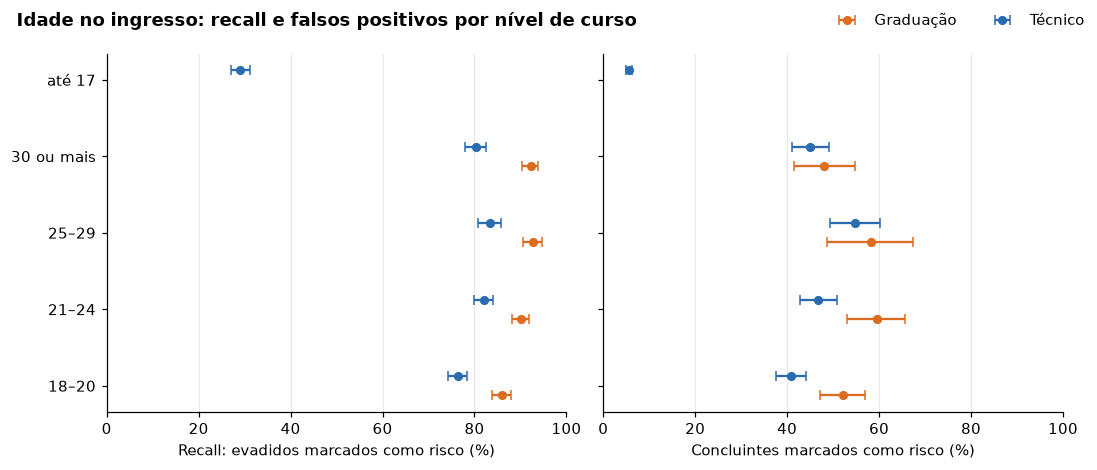 Idade no ingresso: recall e falsos positivos por nível de curso
Graduação
Técnico
até 17
30 ou mais
25–29
21–24
18–20
0 20 40 60 80 100
0 20 40 60 80 100
Recall: evadidos marcados como risco (%)
Concluintes marcados como risco (%)